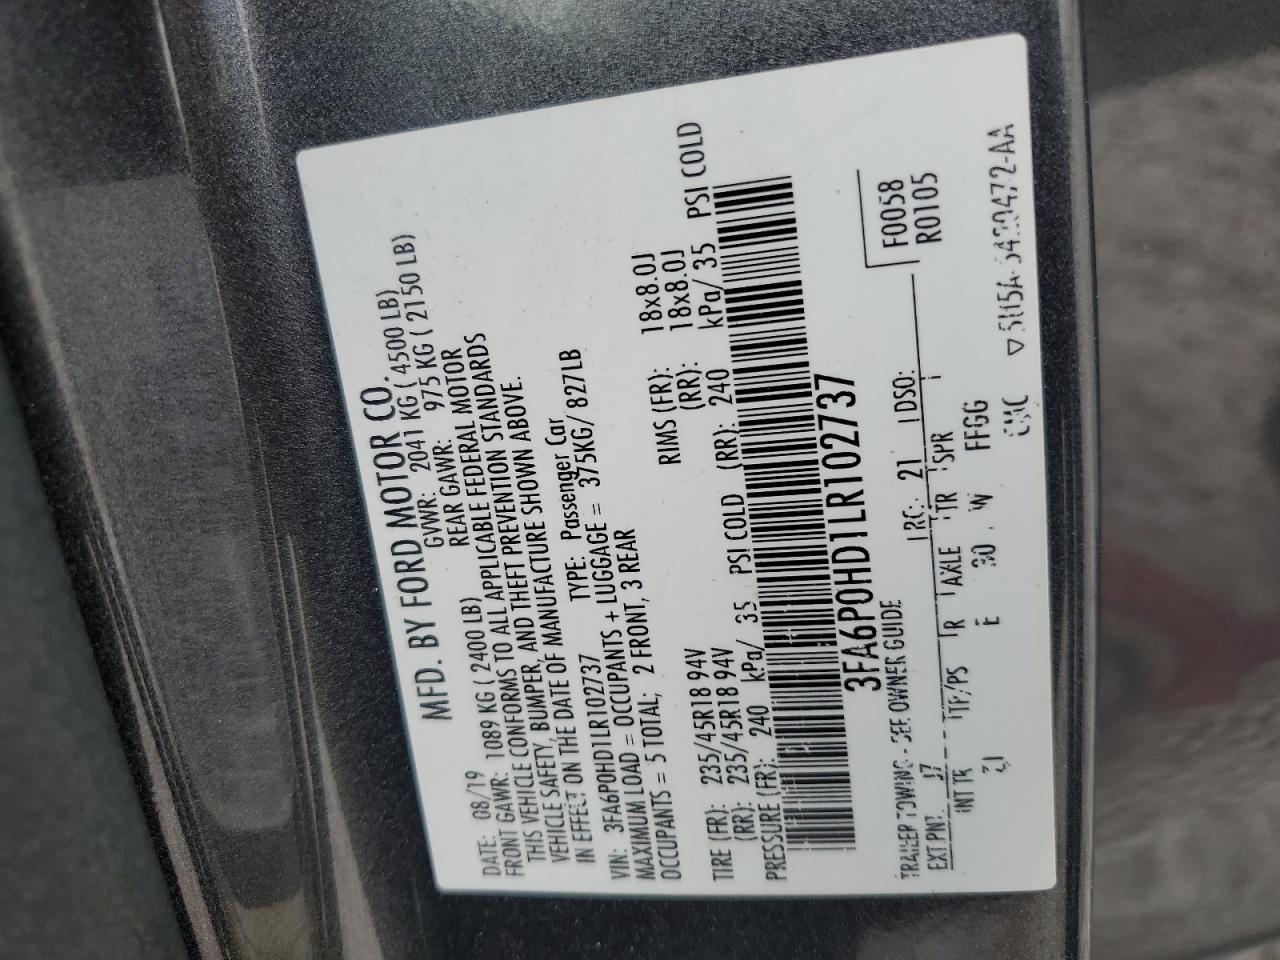 MFD. BY FORD MOTOR CO.
DATE: 08/19 GVWR: 2041 KG ( 4500 LB)
FRONT GAWR: 1089 KG ( 2400 LB) REAR GAWR: 975 KG ( 2150 LB)
THIS VEHICLE CONFORMS TO ALL APPLICABLE FEDERAL MOTOR
VEHICLE SAFETY, BUMPER, AND THEFT PREVENTION STANDARDS
IN EFFECT ON THE DATE OF MANUFACTURE SHOWN ABOVE.
VIN: 3FA6P0HD1LR102737 TYPE: Passenger Car
MAXIMUM LOAD = OCCUPANTS + LUGGAGE = 375KG/ 827LB
OCCUPANTS = 5 TOTAL; 2 FRONT, 3 REAR
TIRE (FR): 235/45R18 94V RIMS (FR): 18x8.0J
(RR): 235/45R18 94V (RR): 18x8.0J
PRESSURE (FR): 240 kPa/ 35 PSI COLD (RR): 240 kPa/ 35 PSI COLD
3FA6P0HD1LR102737
F0058
R0105
TRAILER TOWING - SEE OWNER GUIDE
EXT PNT: J7 RC: 21 DSO:
INT TR TP/PS R AXLE TR SPR
E W FFGG